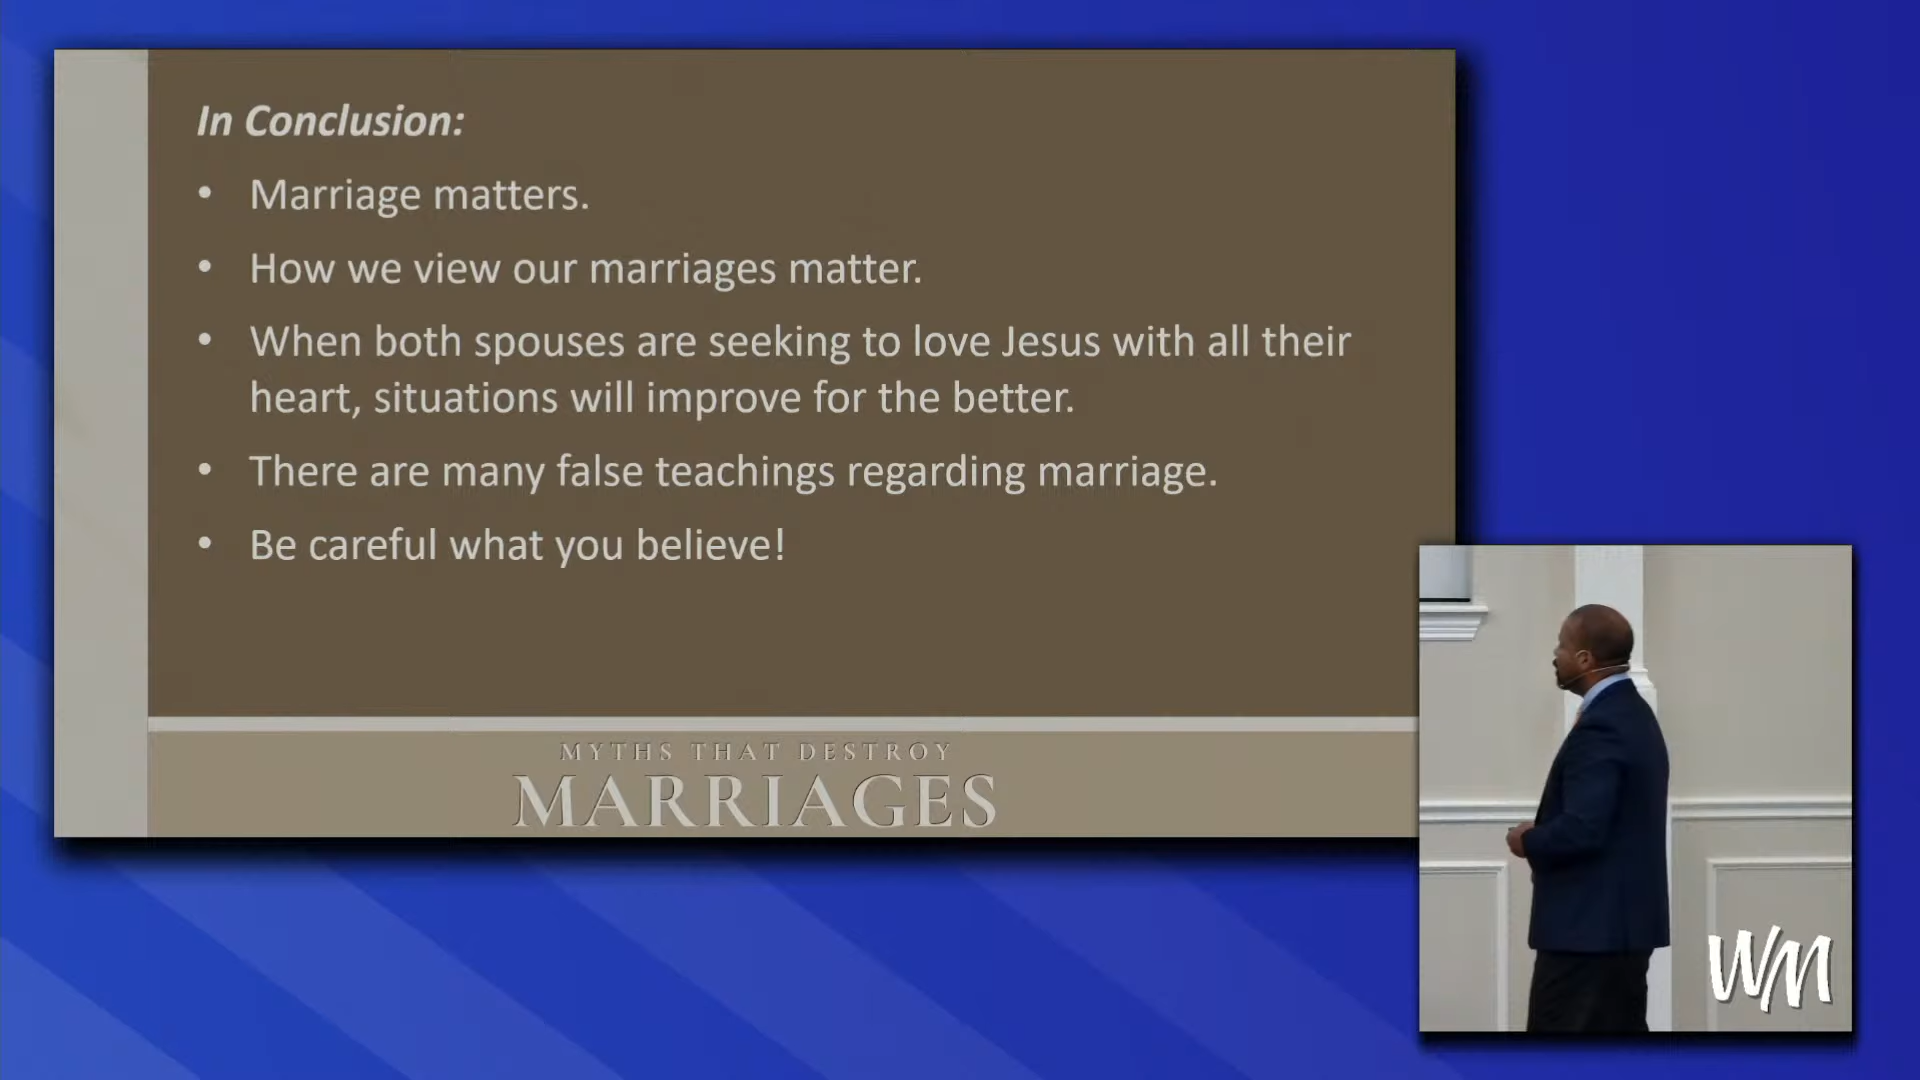 In Conclusion:
• Marriage matters.
• How we view our marriages matter.
• When both spouses are seeking to love Jesus with all their
heart, situations will improve for the better.
• There are many false teachings regarding marriage.
• Be careful what you believe!
MYTHS THAT DESTROY
MARRIAGES
WM